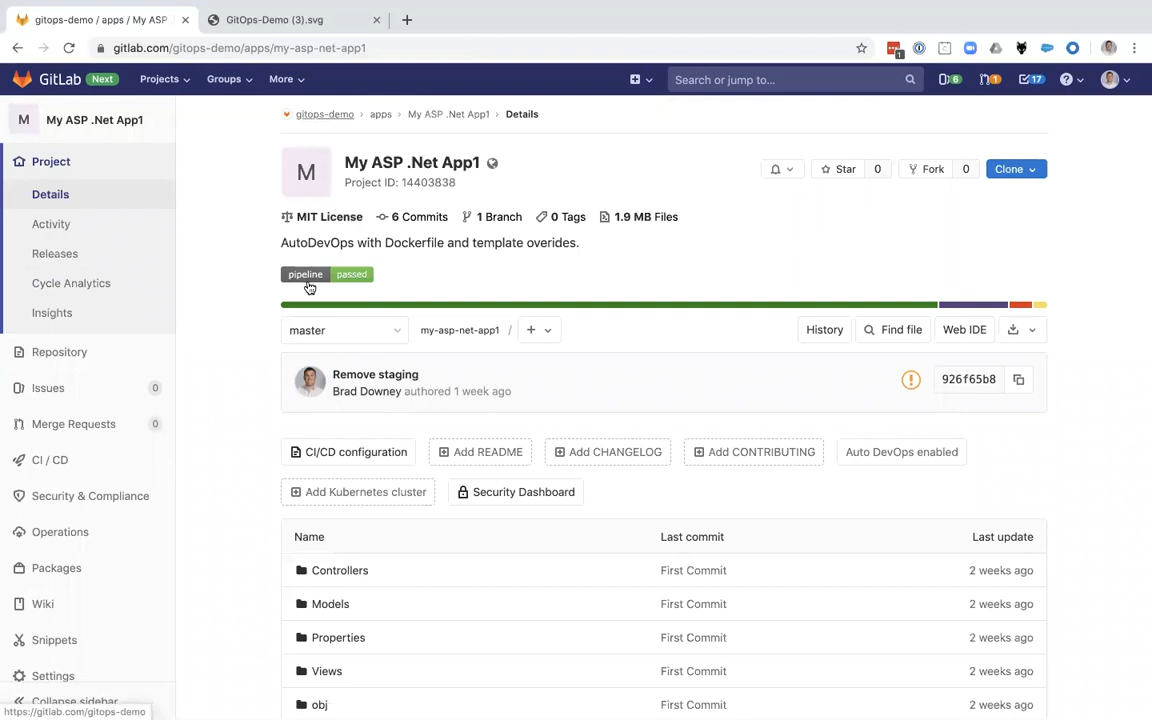 gitops-demo / apps / My ASP
GitOps-Demo (3).svg
gitlab.com/gitops-demo/apps/my-asp-net-app1
1
GitLab Next Projects Groups More Search or jump to... 6 1 17
M My ASP .Net App1
Project
Details
Activity
Releases
Cycle Analytics
Insights
Repository
Issues 0
Merge Requests 0
CI / CD
Security & Compliance
Operations
Packages
Wiki
Snippets
Settings
Collapse sidebar
https://gitlab.com/gitops-demo
gitops-demo › apps › My ASP .Net App1 › Details
M
My ASP .Net App1
Project ID: 14403838
Star 0 Fork 0 Clone
MIT License 6 Commits 1 Branch 0 Tags 1.9 MB Files
AutoDevOps with Dockerfile and template overides.
pipeline passed
master my-asp-net-app1 / + History Find file Web IDE
Remove staging
Brad Downey authored 1 week ago
926f65b8
CI/CD configuration Add README Add CHANGELOG Add CONTRIBUTING Auto DevOps enabled
Add Kubernetes cluster Security Dashboard
Name Last commit Last update
Controllers First Commit 2 weeks ago
Models First Commit 2 weeks ago
Properties First Commit 2 weeks ago
Views First Commit 2 weeks ago
obj First Commit 2 weeks ago